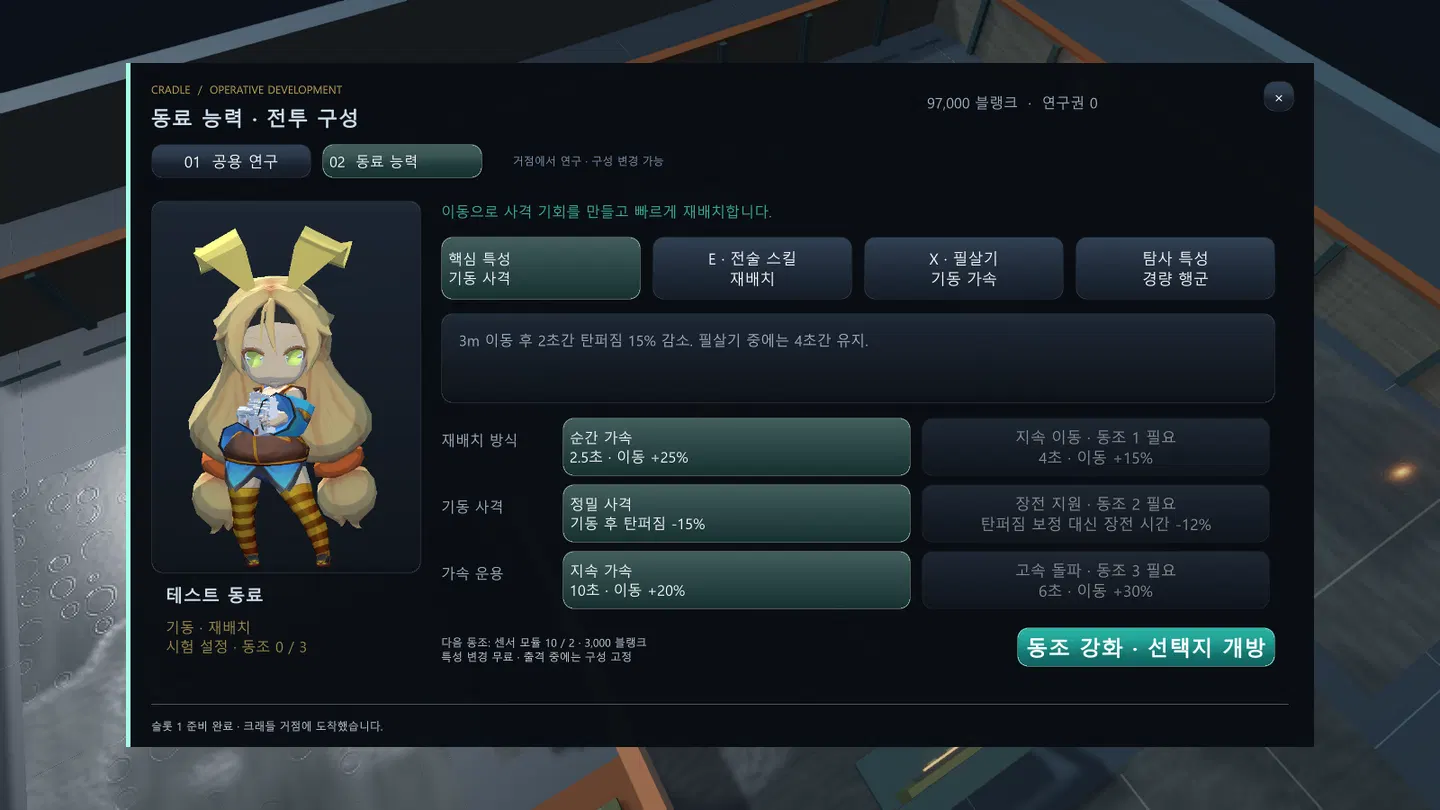 CRADLE / OPERATIVE DEVELOPMENT
동료 능력 · 전투 구성
97,000 블랭크 · 연구권 0
×
01 공용 연구
02 동료 능력
거점에서 연구 · 구성 변경 가능
이동으로 사격 기회를 만들고 빠르게 재배치합니다.
핵심 특성
기동 사격
E · 전술 스킬
재배치
X · 필살기
기동 가속
탐사 특성
경량 행군
3m 이동 후 2초간 탄퍼짐 15% 감소. 필살기 중에는 4초간 유지.
재배치 방식
순간 가속
2.5초 · 이동 +25%
지속 이동 · 동조 1 필요
4초 · 이동 +15%
기동 사격
정밀 사격
기동 후 탄퍼짐 -15%
장전 지원 · 동조 2 필요
탄퍼짐 보정 대신 장전 시간 -12%
가속 운용
지속 가속
10초 · 이동 +20%
고속 돌파 · 동조 3 필요
6초 · 이동 +30%
테스트 동료
기동 · 재배치
시험 설정 · 동조 0 / 3
다음 동조: 센서 모듈 10 / 2 · 3,000 블랭크
특성 변경 무료 · 출격 중에는 구성 고정
동조 강화 · 선택지 개방
슬롯 1 준비 완료 · 크래들 거점에 도착했습니다.